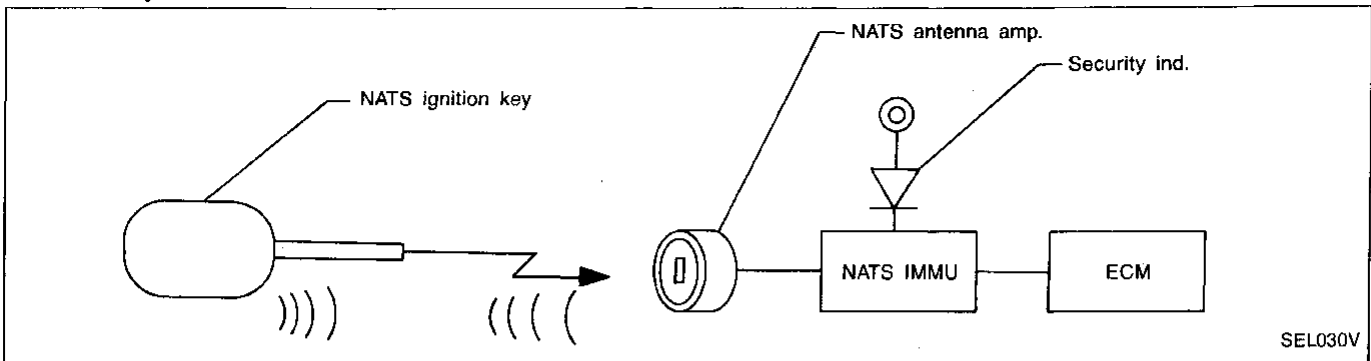 NATS antenna amp.
Security ind.
NATS ignition key
NATS IMMU
ECM
SEL030V